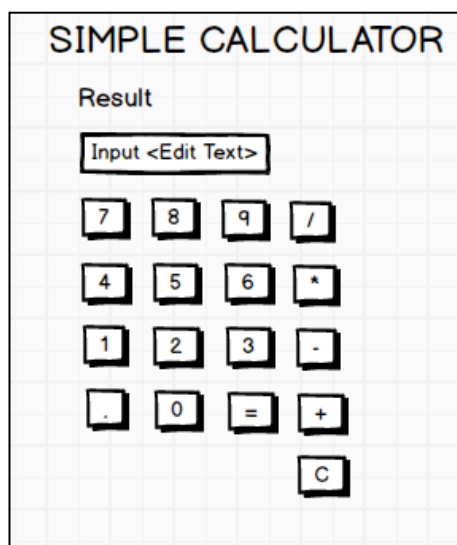 SIMPLE CALCULATOR
Result
Input <Edit Text>
7 8 9 /
4 5 6 *
1 2 3 -
. 0 = +
C